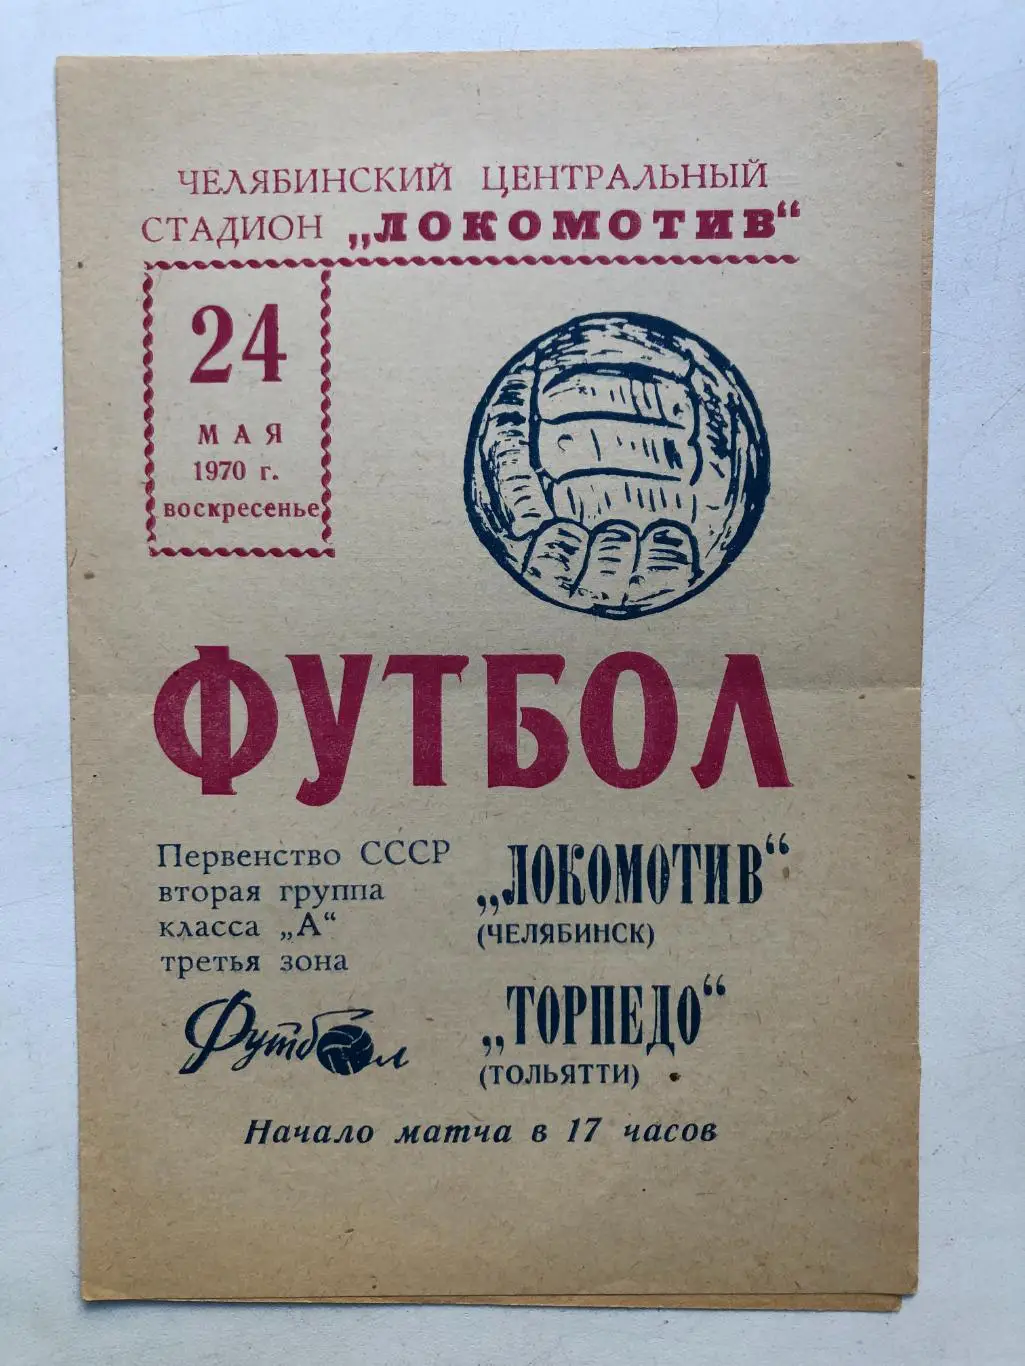 ЧЕЛЯБИНСКИЙ ЦЕНТРАЛЬНЫЙ
СТАДИОН „ЛОКОМОТИВ“
24
МАЯ
1970 г.
воскресенье
ФУТБОЛ
Первенство СССР
вторая группа
класса „А“
третья зона
Футбол
„ЛОКОМОТИВ“
(ЧЕЛЯБИНСК)
„ТОРПЕДО“
(ТОЛЬЯТТИ)
Начало матча в 17 часов